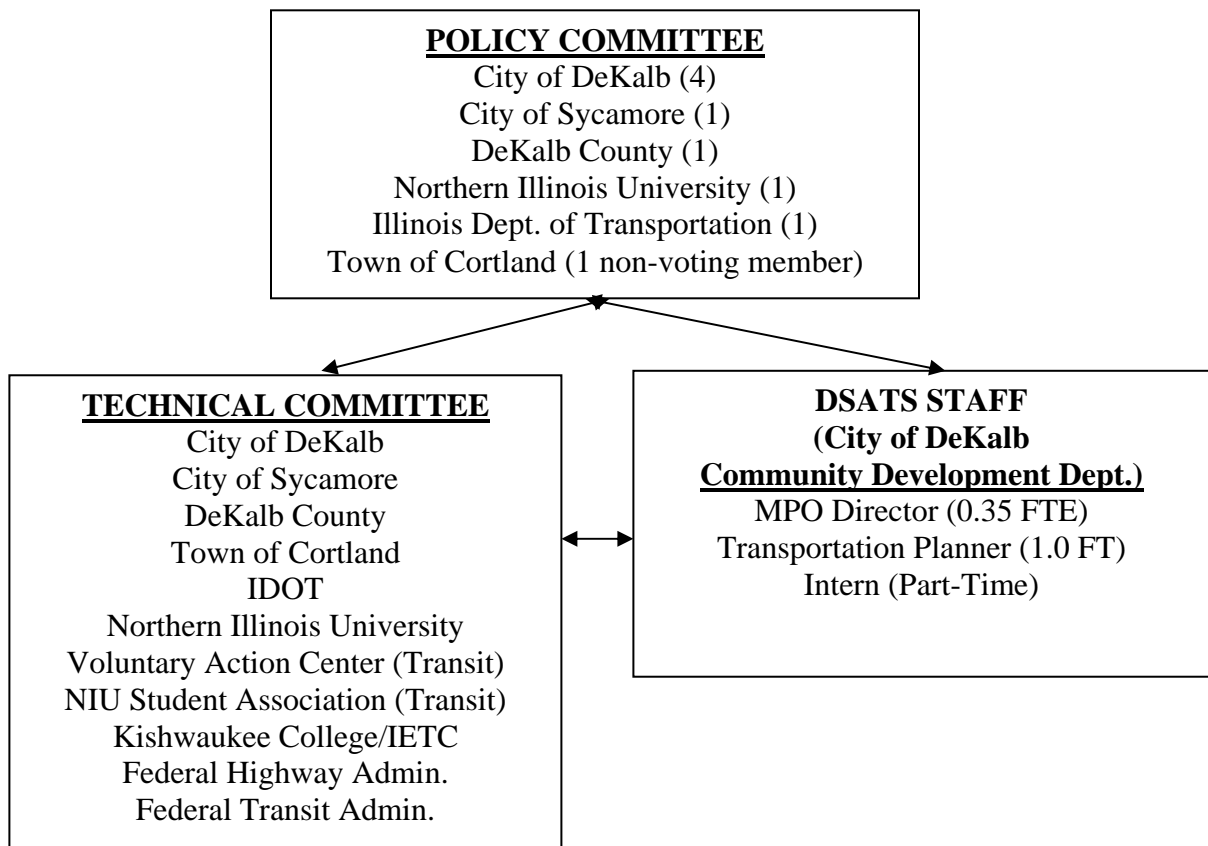 POLICY COMMITTEE
City of DeKalb (4)
City of Sycamore (1)
DeKalb County (1)
Northern Illinois University (1)
Illinois Dept. of Transportation (1)
Town of Cortland (1 non-voting member)
TECHNICAL COMMITTEE
City of DeKalb
City of Sycamore
DeKalb County
Town of Cortland
IDOT
Northern Illinois University
Voluntary Action Center (Transit)
NIU Student Association (Transit)
Kishwaukee College/IETC
Federal Highway Admin.
Federal Transit Admin.
DSATS STAFF
(City of DeKalb
Community Development Dept.)
MPO Director (0.35 FTE)
Transportation Planner (1.0 FT)
Intern (Part-Time)